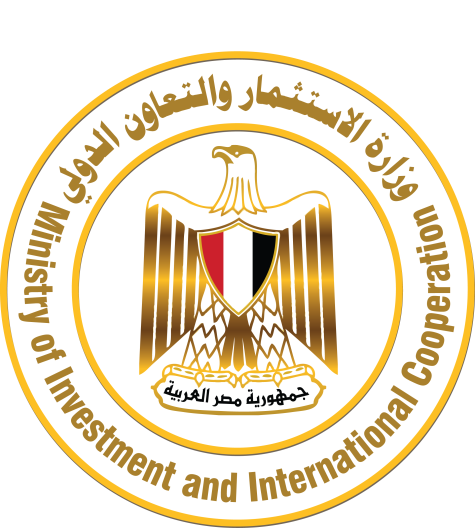 وزارة الاستثمار والتعاون الدولي
جمهورية مصر العربية
Ministry of Investment and International Cooperation